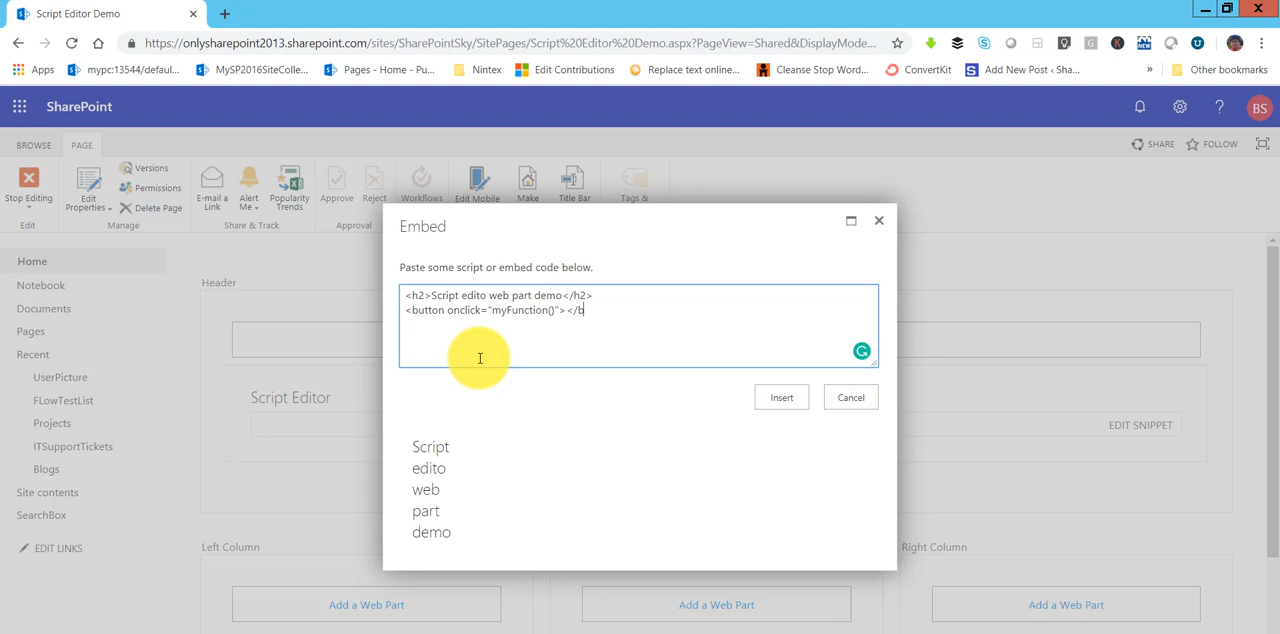 Script Editor Demo
https://onlysharepoint2013.sharepoint.com/sites/SharePointSky/SitePages/Script%20Editor%20Demo.aspx?PageView=Shared&DisplayMode...
Apps mypc:13544/defaul... MySP2016SiteColle... Pages - Home - Pu... Nintex Edit Contributions Replace text online... Cleanse Stop Word... ConvertKit Add New Post ‹ Sha... » Other bookmarks
SharePoint ? BS
BROWSE PAGE SHARE FOLLOW
Stop Editing
Edit Properties
Versions
Permissions
Delete Page
E-mail a Link
Alert Me
Popularity Trends
Approve Reject Workflows Edit Mobile Make Title Bar Tags &
Edit Manage Share & Track Approval
Home
Notebook
Documents
Pages
Recent
UserPicture
FLowTestList
Projects
ITSupportTickets
Blogs
Site contents
SearchBox
EDIT LINKS
Header
Script Editor
EDIT SNIPPET
Embed
Paste some script or embed code below.
<h2>Script edito web part demo</h2>
<button onclick="myFunction()"></b
Insert Cancel
Script
edito
web
part
demo
Left Column Right Column
Add a Web Part Add a Web Part Add a Web Part